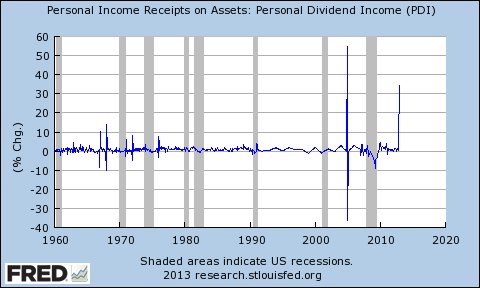 Personal Income Receipts on Assets: Personal Dividend Income (PDI)
60
50
40
30
20
10
0
-10
-20
-30
-40
(% Chg.)
1960 1970 1980 1990 2000 2010 2020
Shaded areas indicate US recessions.
FRED
2013 research.stlouisfed.org